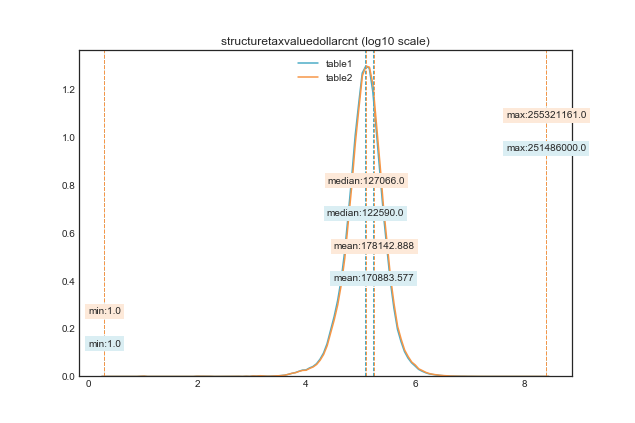 structuretaxvaluedollarcnt (log10 scale)
table1
table2
max:255321161.0
max:251486000.0
median:127066.0
median:122590.0
mean:178142.888
mean:170883.577
min:1.0
min:1.0
1.2
1.0
0.8
0.6
0.4
0.2
0.0
0 2 4 6 8